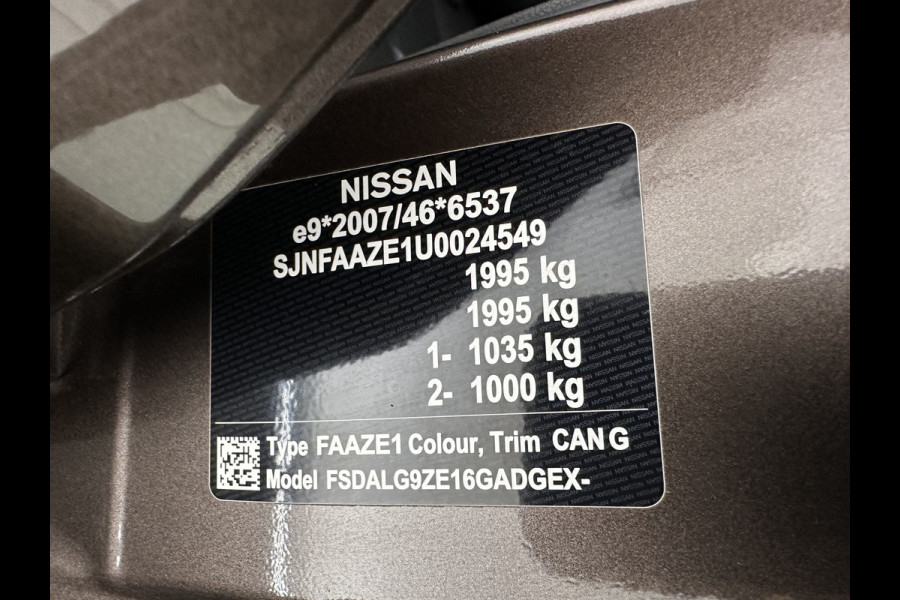 NISSAN
e9*2007/46*6537
SJNFAAZE1U0024549
1995 kg
1995 kg
1- 1035 kg
2- 1000 kg
Type FAAZE1 Colour, Trim CAN G
Model FSDALG9ZE16GADGEX-